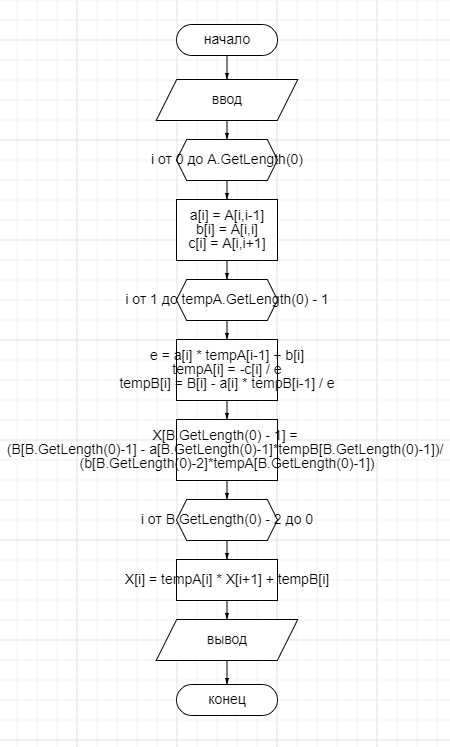 начало
ввод
i от 0 до A.GetLength(0)
a[i] = A[i,i-1]
b[i] = A[i,i]
c[i] = A[i,i+1]
i от 1 до tempA.GetLength(0) - 1
e = a[i] * tempA[i-1] + b[i]
tempA[i] = -c[i] / e
tempB[i] = B[i] - a[i] * tempB[i-1] / e
X[B.GetLength(0) - 1] =
(B[B.GetLength(0)-1] - a[B.GetLength(0)-1]*tempB[B.GetLength(0)-1])/
(b[B.GetLength(0)-2]*tempA[B.GetLength(0)-1])
i от B.GetLength(0) - 2 до 0
X[i] = tempA[i] * X[i+1] + tempB[i]
вывод
конец